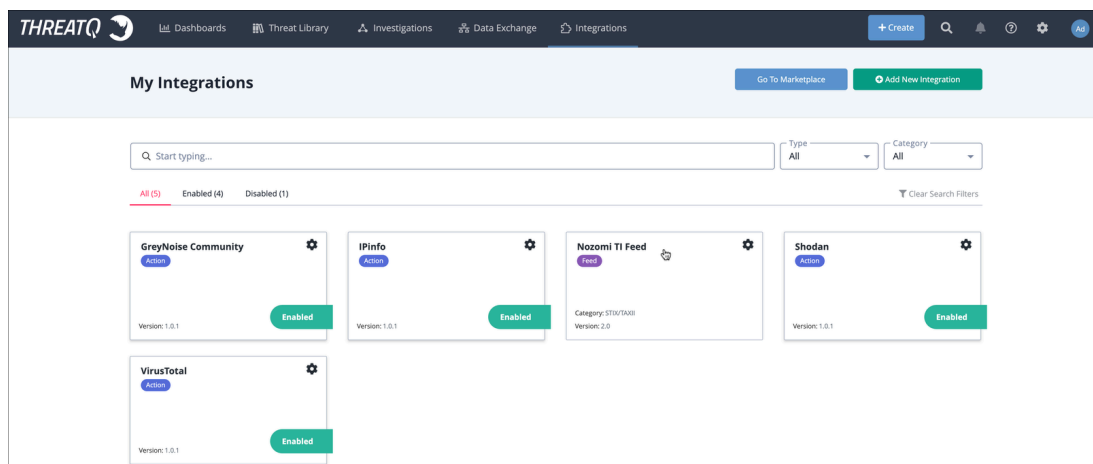 THREATQ Dashboards Threat Library Investigations Data Exchange Integrations + Create Ad
My Integrations Go To Marketplace Add New Integration
Start typing... Type All Category All
All (5) Enabled (4) Disabled (1) Clear Search Filters
GreyNoise Community IPinfo Nozomi TI Feed Shodan
Action Action Feed Action
Category: STIX/TAXII
Enabled Enabled Enabled
Version: 1.0.1 Version: 1.0.1 Version: 2.0 Version: 1.0.1
VirusTotal
Action
Enabled
Version: 1.0.1